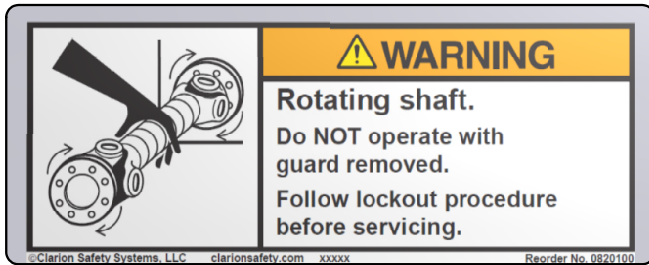 WARNING
Rotating shaft.
Do NOT operate with
guard removed.
Follow lockout procedure
before servicing.
©Clarion Safety Systems, LLC clarionsafety.com xxxxx Reorder No. 0820100